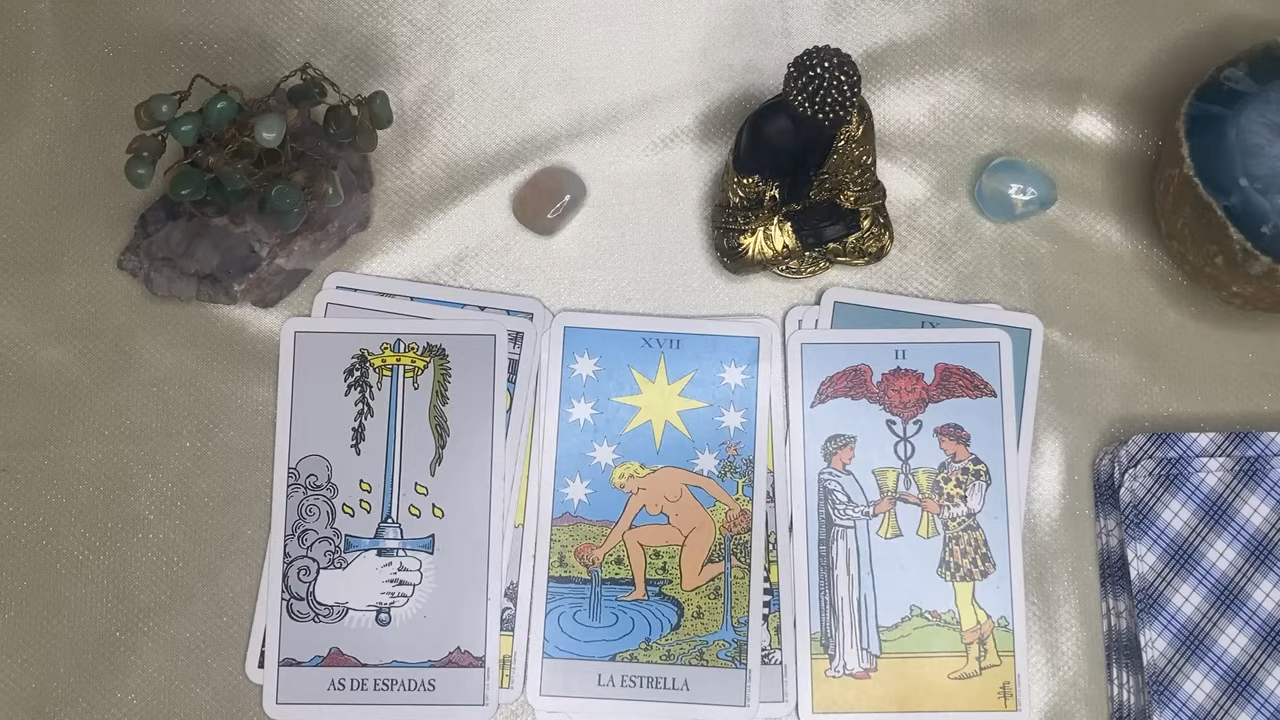 AS DE ESPADAS
XVII
LA ESTRELLA
IX
II